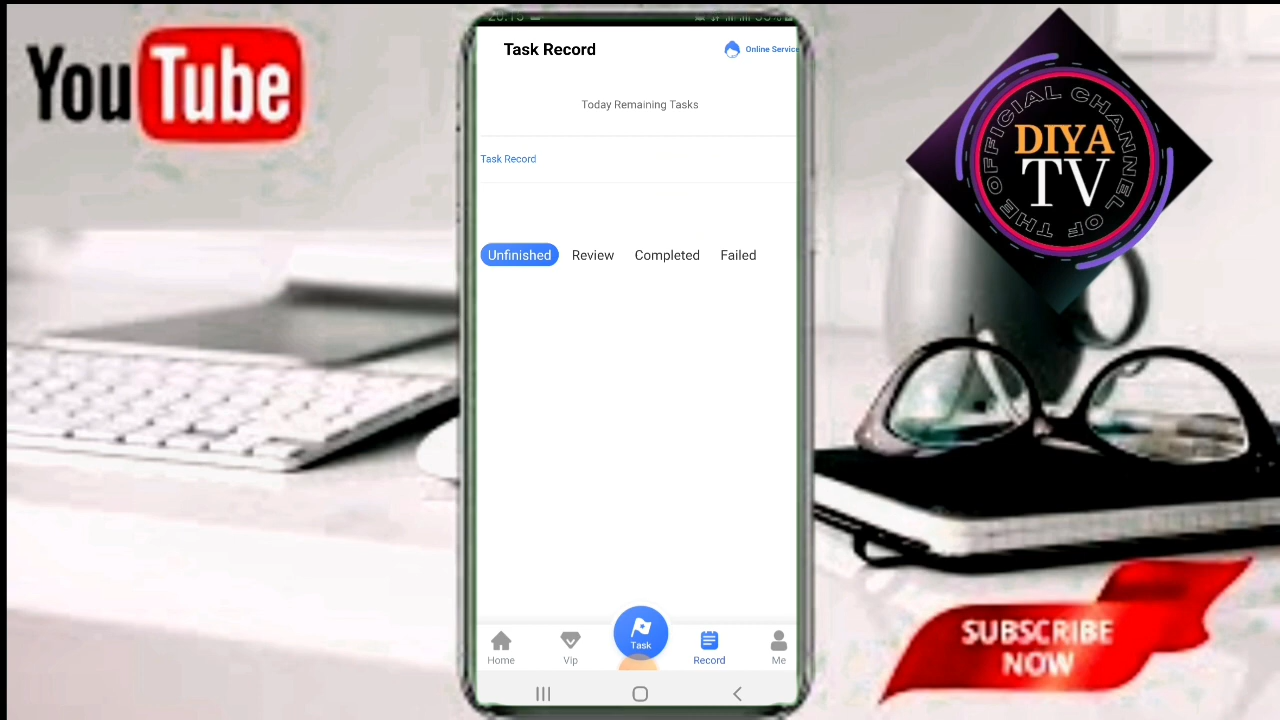 YouTube
Task Record
Online Service
Today Remaining Tasks
Task Record
Unfinished Review Completed Failed
Home Vip Task Record Me
THE OFFICIAL CHANNEL OF
DIYA
TV
SUBSCRIBE
NOW